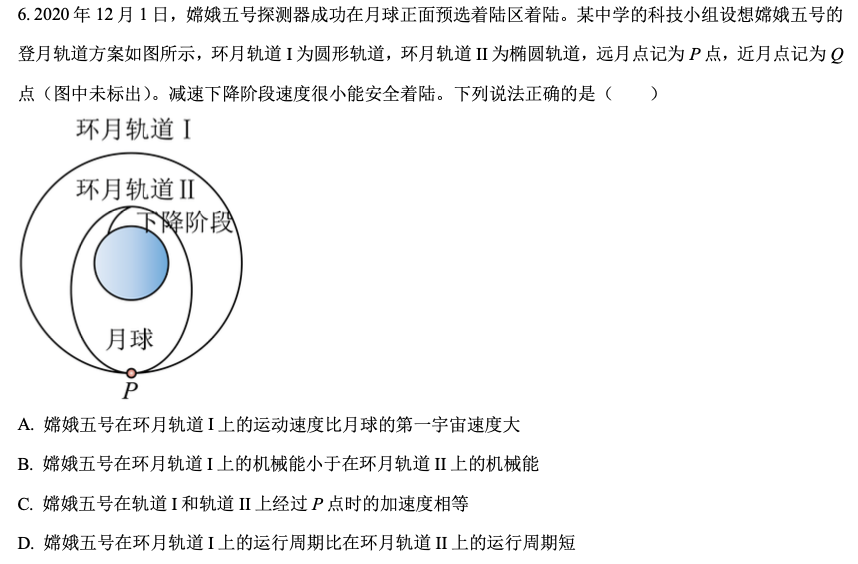 6. 2020 年 12 月 1 日，嫦娥五号探测器成功在月球正面预选着陆区着陆。某中学的科技小组设想嫦娥五号的
登月轨道方案如图所示，环月轨道 I 为圆形轨道，环月轨道 II 为椭圆轨道，远月点记为 P 点，近月点记为 Q
点（图中未标出）。减速下降阶段速度很小能安全着陆。下列说法正确的是（　　）
环月轨道 I
环月轨道 II
下降阶段
月球
P
A. 嫦娥五号在环月轨道 I 上的运动速度比月球的第一宇宙速度大
B. 嫦娥五号在环月轨道 I 上的机械能小于在环月轨道 II 上的机械能
C. 嫦娥五号在轨道 I 和轨道 II 上经过 P 点时的加速度相等
D. 嫦娥五号在环月轨道 I 上的运行周期比在环月轨道 II 上的运行周期短